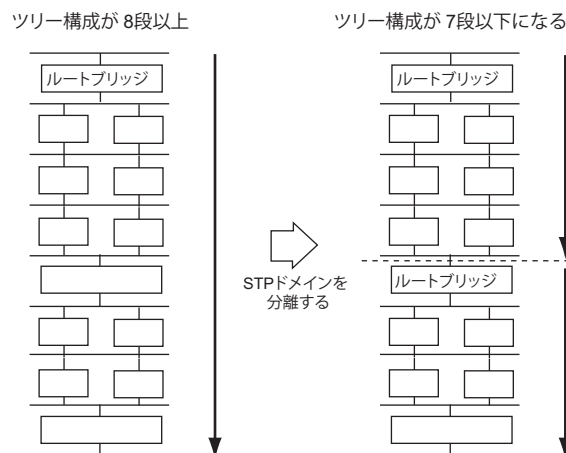 ツリー構成が 8段以上
ツリー構成が 7段以下になる
ルートブリッジ
ルートブリッジ
STPドメインを
分離する
ルートブリッジ